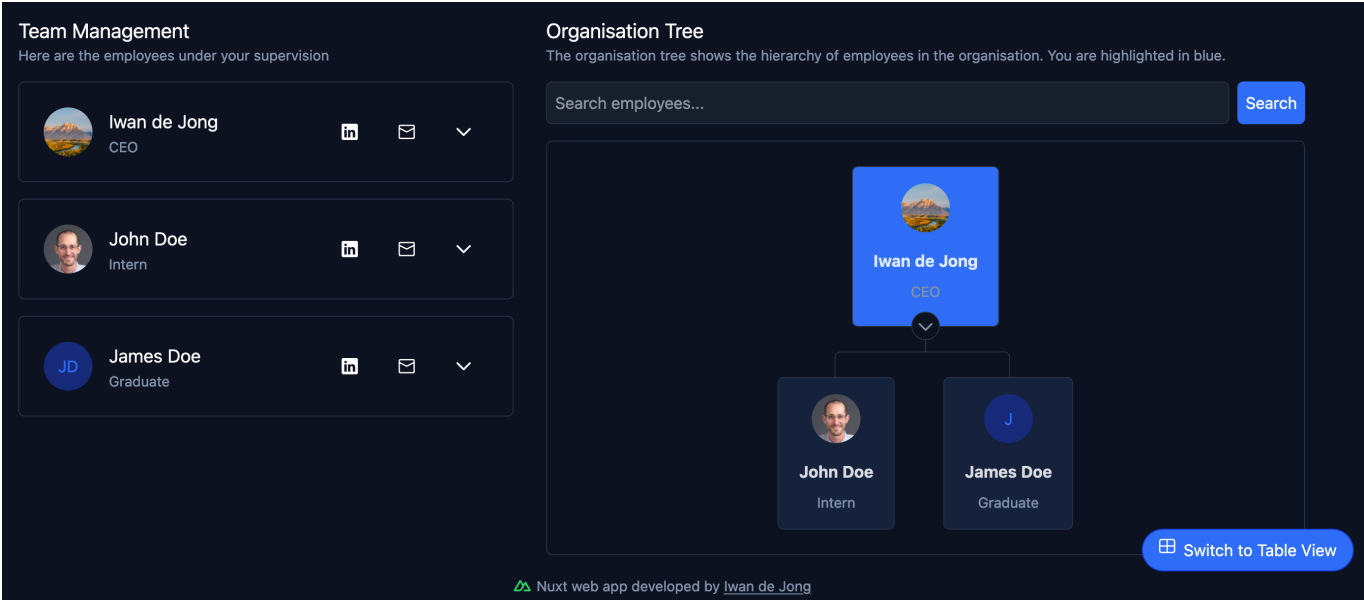 Team Management
Here are the employees under your supervision
Iwan de Jong
CEO
in
John Doe
Intern
in
JD
James Doe
Graduate
in
Organisation Tree
The organisation tree shows the hierarchy of employees in the organisation. You are highlighted in blue.
Search employees...
Search
Iwan de Jong
CEO
John Doe
Intern
J
James Doe
Graduate
Switch to Table View
Nuxt web app developed by Iwan de Jong